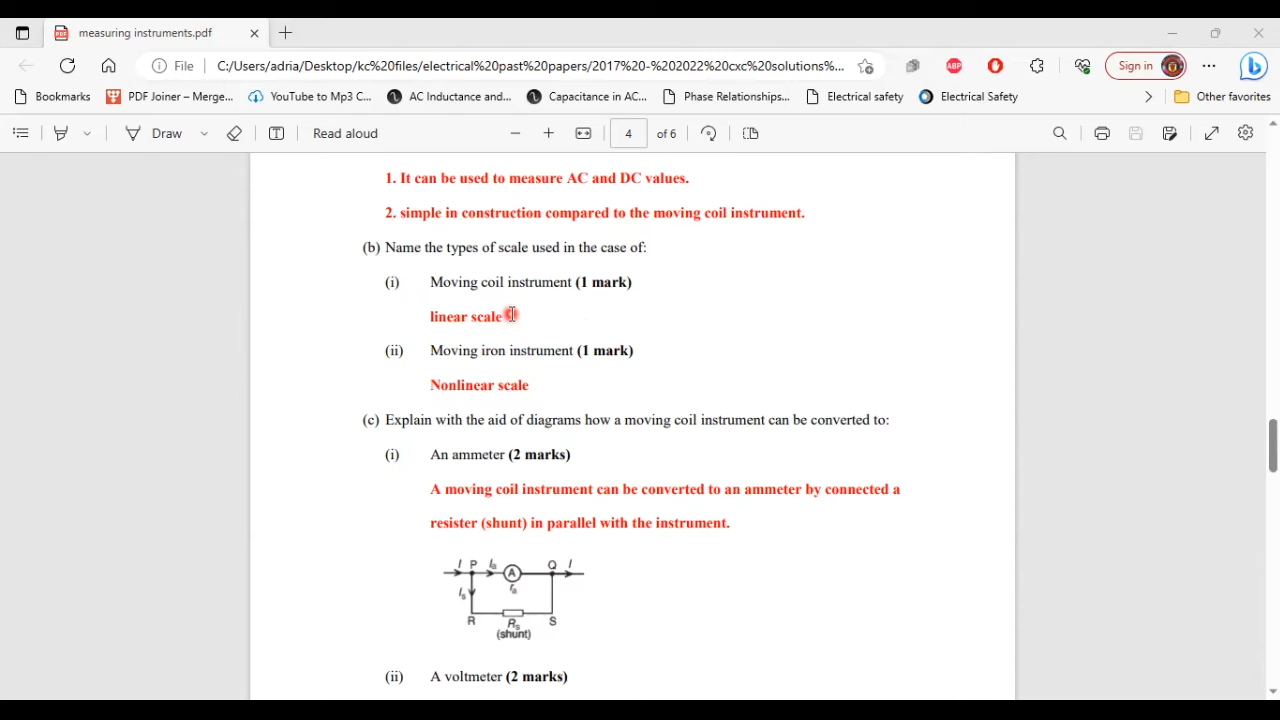 measuring instruments.pdf
File C:/Users/adria/Desktop/kc%20files/electrical%20past%20papers/2017%20-%202022%20cxc%20solutions%... Sign in
Bookmarks PDF Joiner – Merge... YouTube to Mp3 C... AC Inductance and... Capacitance in AC... Phase Relationships... Electrical safety Electrical Safety Other favorites
Draw Read aloud 4 of 6
1. It can be used to measure AC and DC values.
2. simple in construction compared to the moving coil instrument.
(b) Name the types of scale used in the case of:
(i) Moving coil instrument (1 mark)
linear scale
(ii) Moving iron instrument (1 mark)
Nonlinear scale
(c) Explain with the aid of diagrams how a moving coil instrument can be converted to:
(i) An ammeter (2 marks)
A moving coil instrument can be converted to an ammeter by connected a
resister (shunt) in parallel with the instrument.
I P Ia A Q I
ra
Is
R Rs S
(shunt)
(ii) A voltmeter (2 marks)